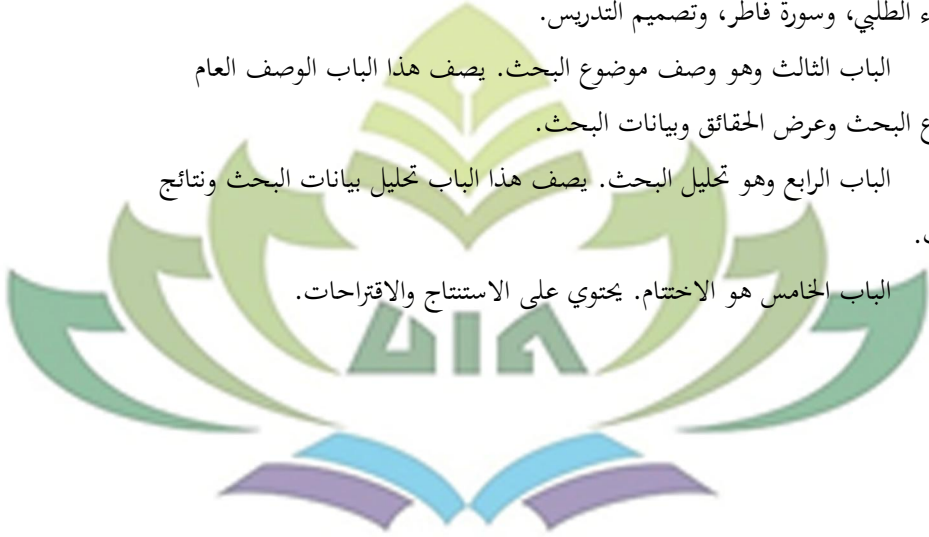 ء الطلبي، وسورة فاطر، وتصميم التدريس.
الباب الثالث وهو وصف موضوع البحث. يصف هذا الباب الوصف العام
ع البحث وعرض الحقائق وبيانات البحث.
الباب الرابع وهو تحليل البحث. يصف هذا الباب تحليل بيانات البحث ونتائج
الباب الخامس هو الاختتام. يحتوي على الاستنتاج والاقتراحات.
UIN